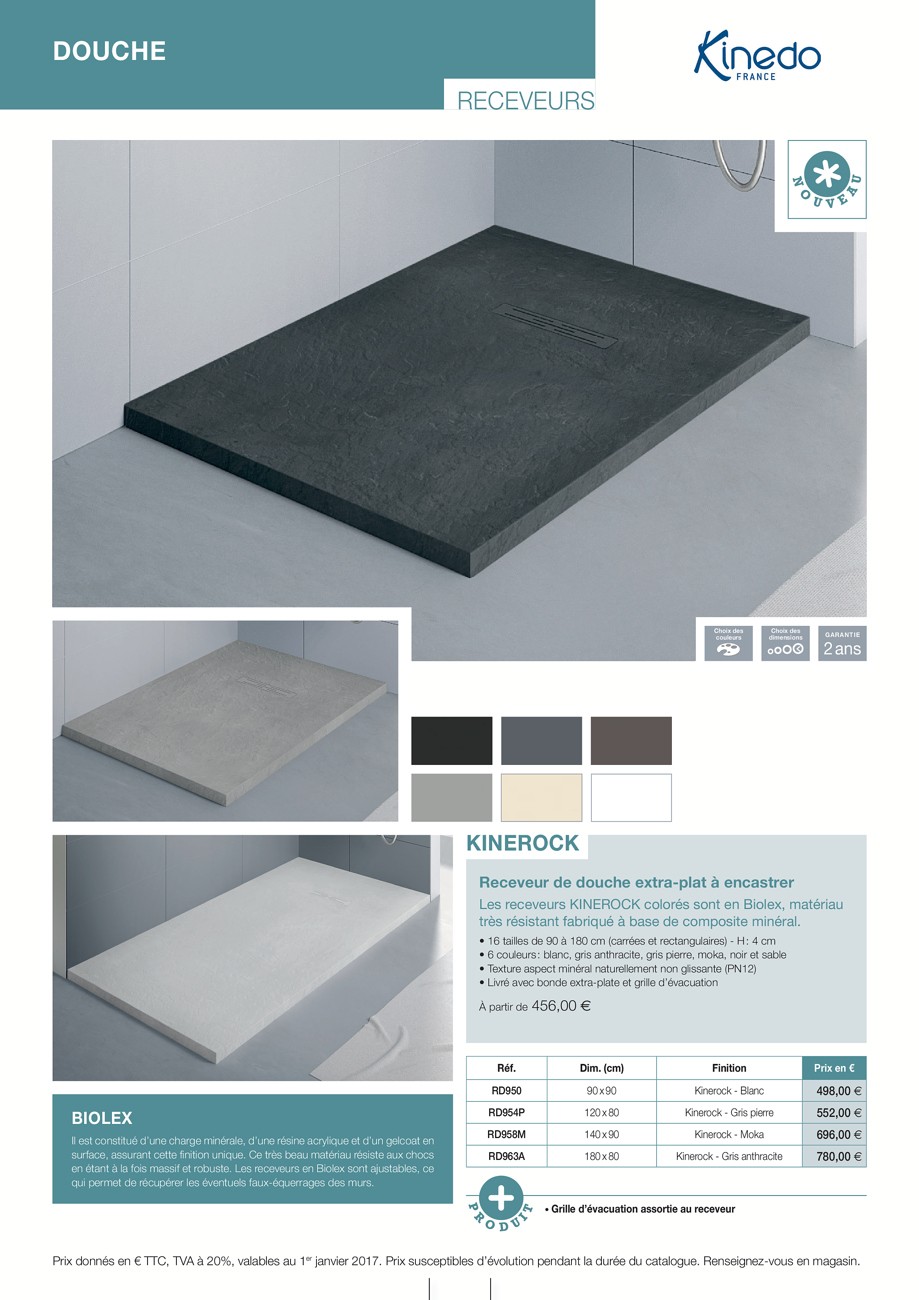 DOUCHE
Kinedo
FRANCE
RECEVEURS
NOUVEAU
Choix des
couleurs
Choix des
dimensions
GARANTIE
2 ans
KINEROCK
Receveur de douche extra-plat à encastrer
Les receveurs KINEROCK colorés sont en Biolex, matériau
très résistant fabriqué à base de composite minéral.
• 16 tailles de 90 à 180 cm (carrées et rectangulaires) - H : 4 cm
• 6 couleurs : blanc, gris anthracite, gris pierre, moka, noir et sable
• Texture aspect minéral naturellement non glissante (PN12)
• Livré avec bonde extra-plate et grille d’évacuation
À partir de 456,00 €
Réf. Dim. (cm) Finition Prix en €
RD950 90 x 90 Kinerock - Blanc 498,00 €
RD954P 120 x 80 Kinerock - Gris pierre 552,00 €
RD958M 140 x 90 Kinerock - Moka 696,00 €
RD963A 180 x 80 Kinerock - Gris anthracite 780,00 €
BIOLEX
Il est constitué d’une charge minérale, d’une résine acrylique et d’un gelcoat en
surface, assurant cette finition unique. Ce très beau matériau résiste aux chocs
en étant à la fois massif et robuste. Les receveurs en Biolex sont ajustables, ce
qui permet de récupérer les éventuels faux-équerrages des murs.
+
PRODUIT
• Grille d’évacuation assortie au receveur
Prix donnés en € TTC, TVA à 20%, valables au 1er janvier 2017. Prix susceptibles d’évolution pendant la durée du catalogue. Renseignez-vous en magasin.